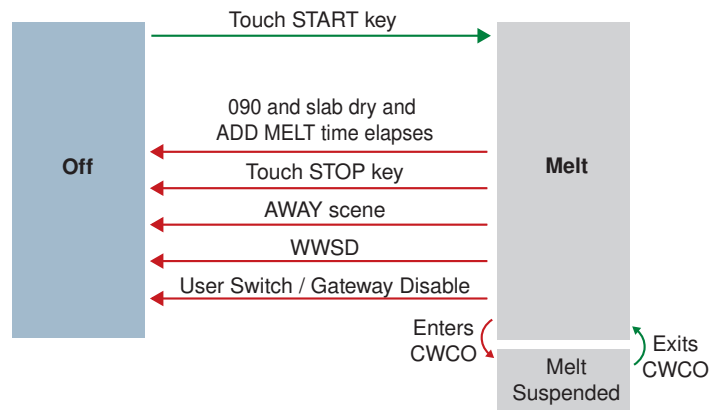 Touch START key
090 and slab dry and
ADD MELT time elapses
Off
Touch STOP key
Melt
AWAY scene
WWSD
User Switch / Gateway Disable
Enters
CWCO
Exits
CWCO
Melt
Suspended